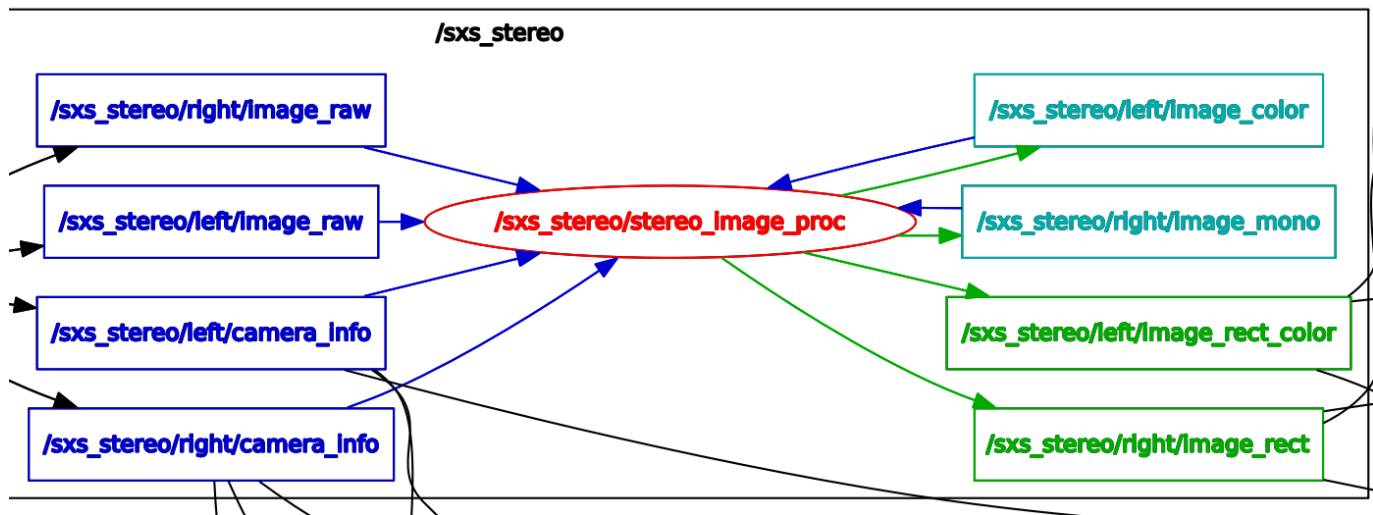 /sxs_stereo
/sxs_stereo/right/image_raw
/sxs_stereo/left/image_color
/sxs_stereo/left/image_raw
/sxs_stereo/stereo_image_proc
/sxs_stereo/right/image_mono
/sxs_stereo/left/camera_info
/sxs_stereo/left/image_rect_color
/sxs_stereo/right/camera_info
/sxs_stereo/right/image_rect